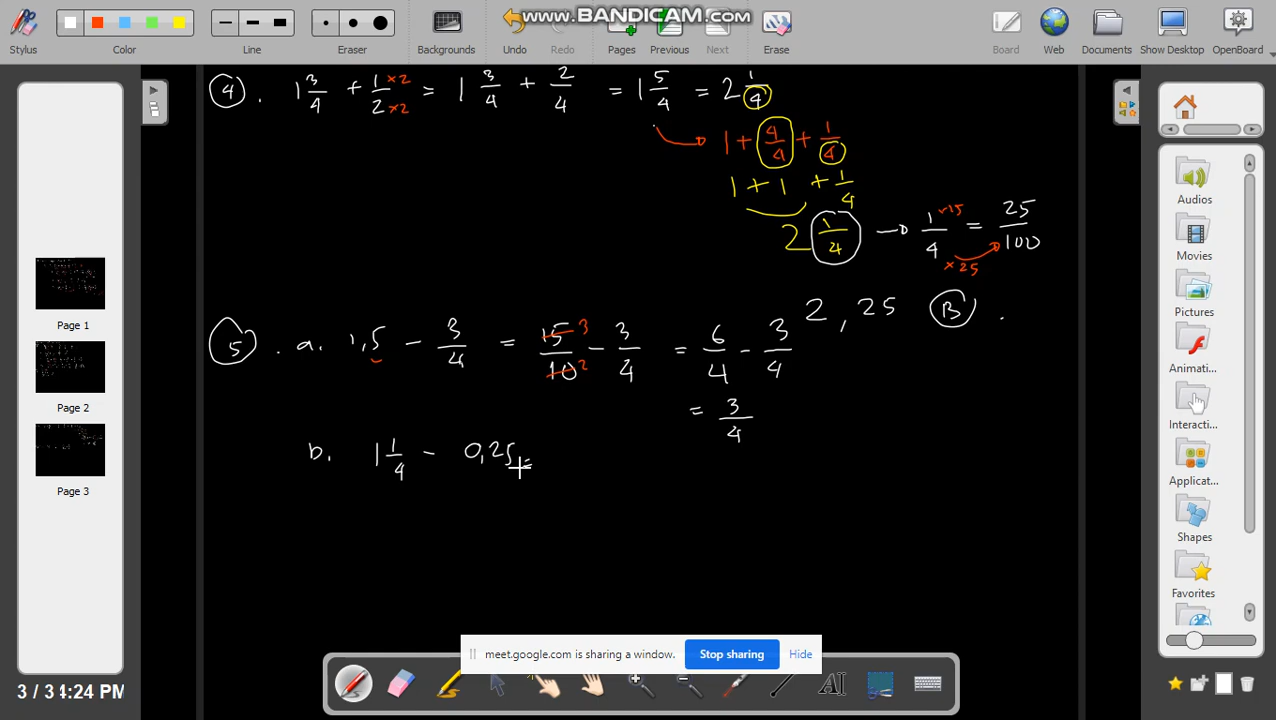 www.BANDICAM.com
Stylus Color Line Eraser Backgrounds Undo Redo Pages Previous Next Erase Board Web Documents Show Desktop OpenBoard
4. 1 3/4 + 1/2 ×2 ×2 = 1 3/4 + 2/4 = 1 5/4 = 2 1/4
1 + 4/4 + 1/4
1 + 1 + 1/4
2 1/4 → 1/4 ×25 = 25/100
2,25 B.
5. a. 1,5 - 3/4 = 15/10 3 2 - 3/4 = 6/4 - 3/4
= 3/4
b. 1 1/4 - 0,25 =
Page 1
Page 2
Page 3
Audios
Movies
Pictures
Animati...
Interacti...
Applicat...
Shapes
Favorites
meet.google.com is sharing a window. Stop sharing Hide
3 / 3 4:24 PM